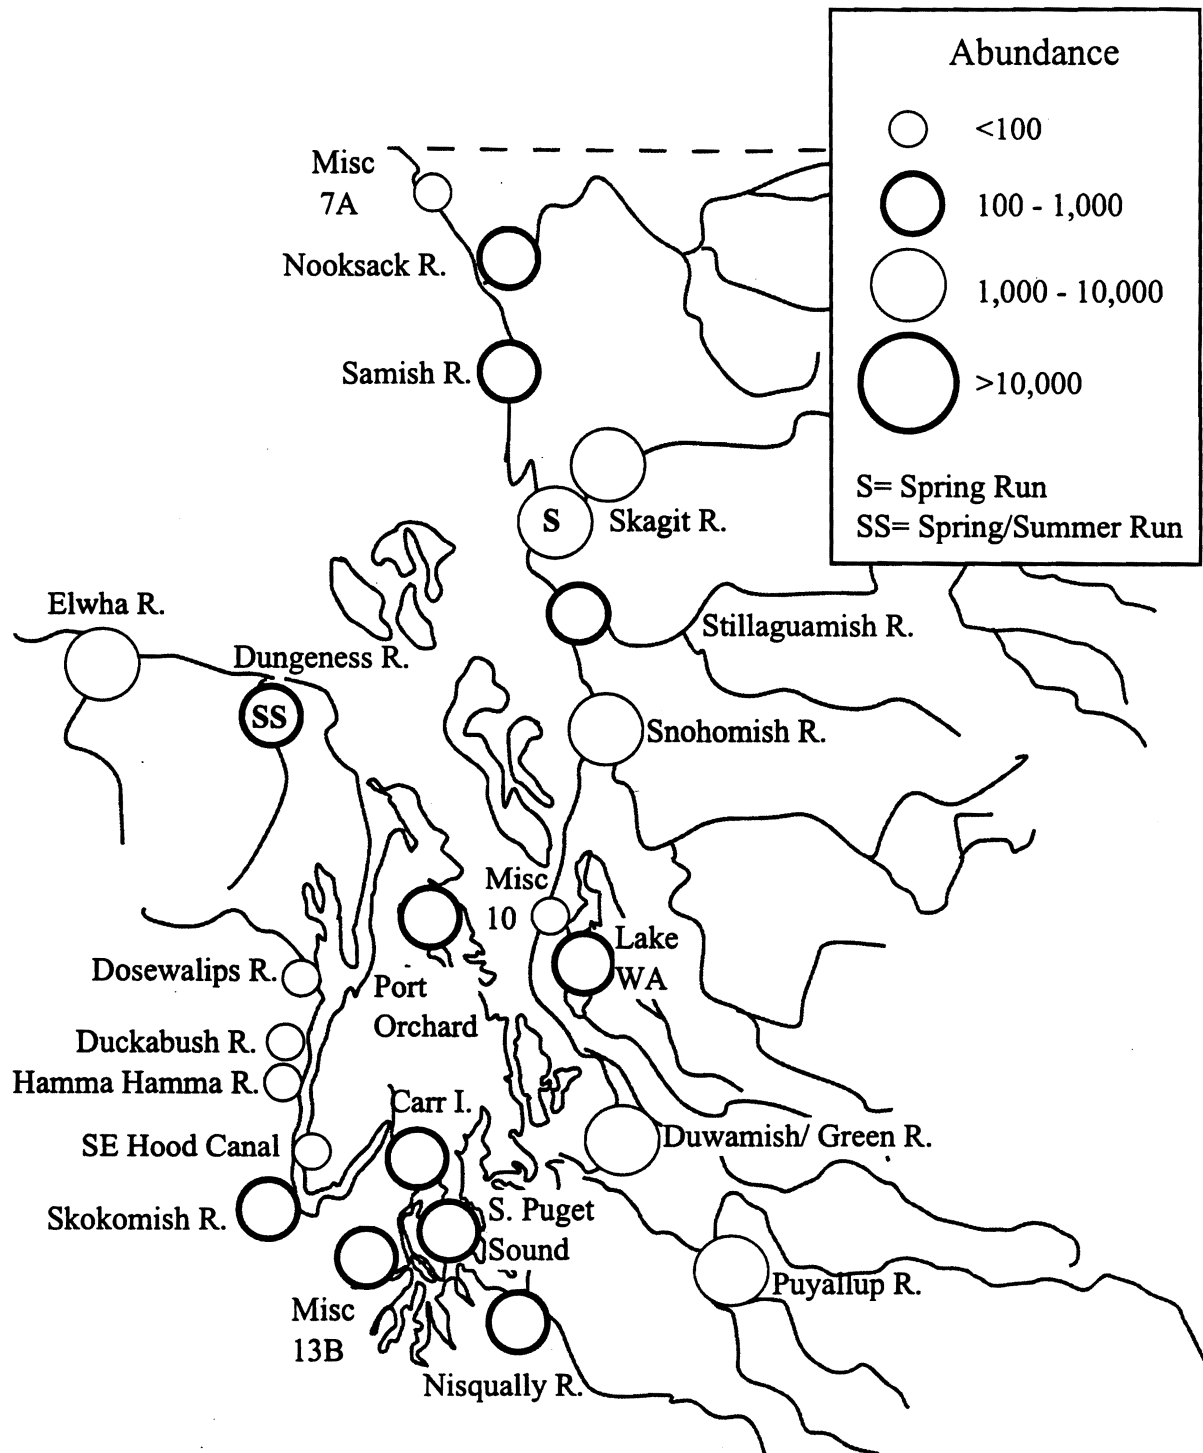 Abundance
<100
100 - 1,000
1,000 - 10,000
>10,000
S= Spring Run
SS= Spring/Summer Run
Misc
7A
Nooksack R.
Samish R.
S
Skagit R.
Elwha R.
Stillaguamish R.
Dungeness R.
SS
Snohomish R.
Misc
10
Lake
WA
Dosewalips R.
Port
Orchard
Duckabush R.
Hamma Hamma R.
Carr I.
SE Hood Canal
Duwamish/ Green R.
Skokomish R.
S. Puget
Sound
Puyallup R.
Misc
13B
Nisqually R.